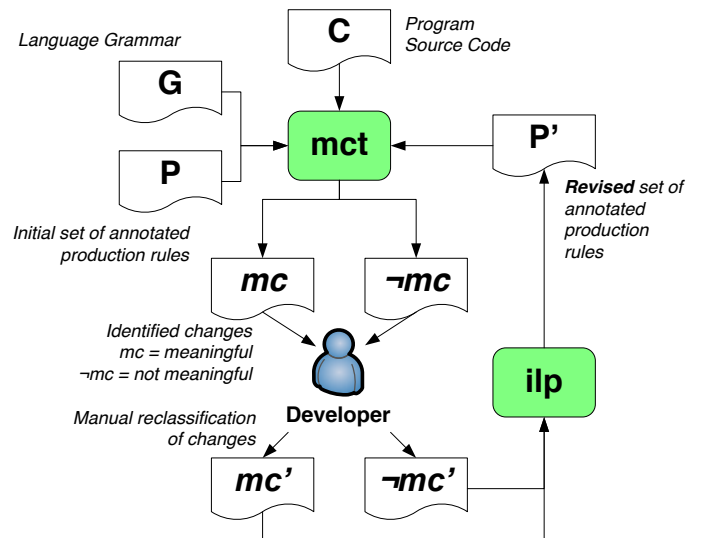 Language Grammar
C
Program
Source Code
G
P
mct
P'
Initial set of annotated
production rules
Revised set of
annotated
production
rules
mc
¬mc
Identified changes
mc = meaningful
¬mc = not meaningful
Developer
ilp
Manual reclassification
of changes
mc'
¬mc'